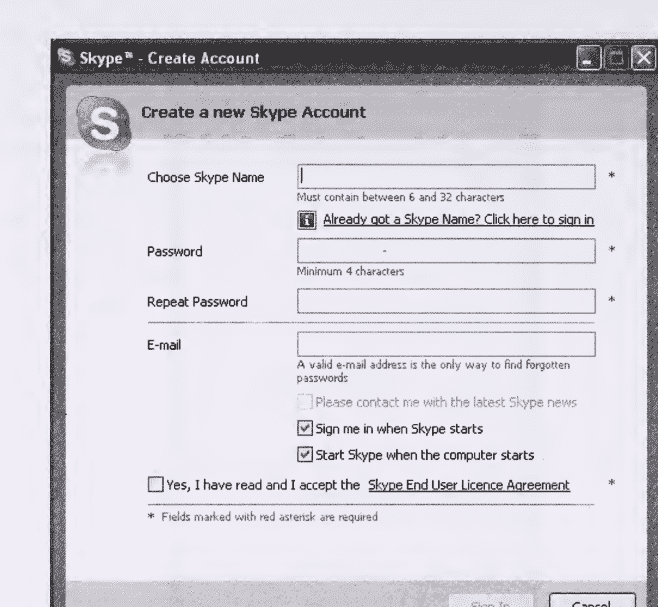 Skype™ - Create Account
Create a new Skype Account
Choose Skype Name *
Must contain between 6 and 32 characters
Already got a Skype Name? Click here to sign in
Password *
Minimum 4 characters
Repeat Password *
E-mail
A valid e-mail address is the only way to find forgotten
passwords
Please contact me with the latest Skype news
Sign me in when Skype starts
Start Skype when the computer starts
Yes, I have read and I accept the Skype End User Licence Agreement *
* Fields marked with red asterisk are required
Sign In Cancel